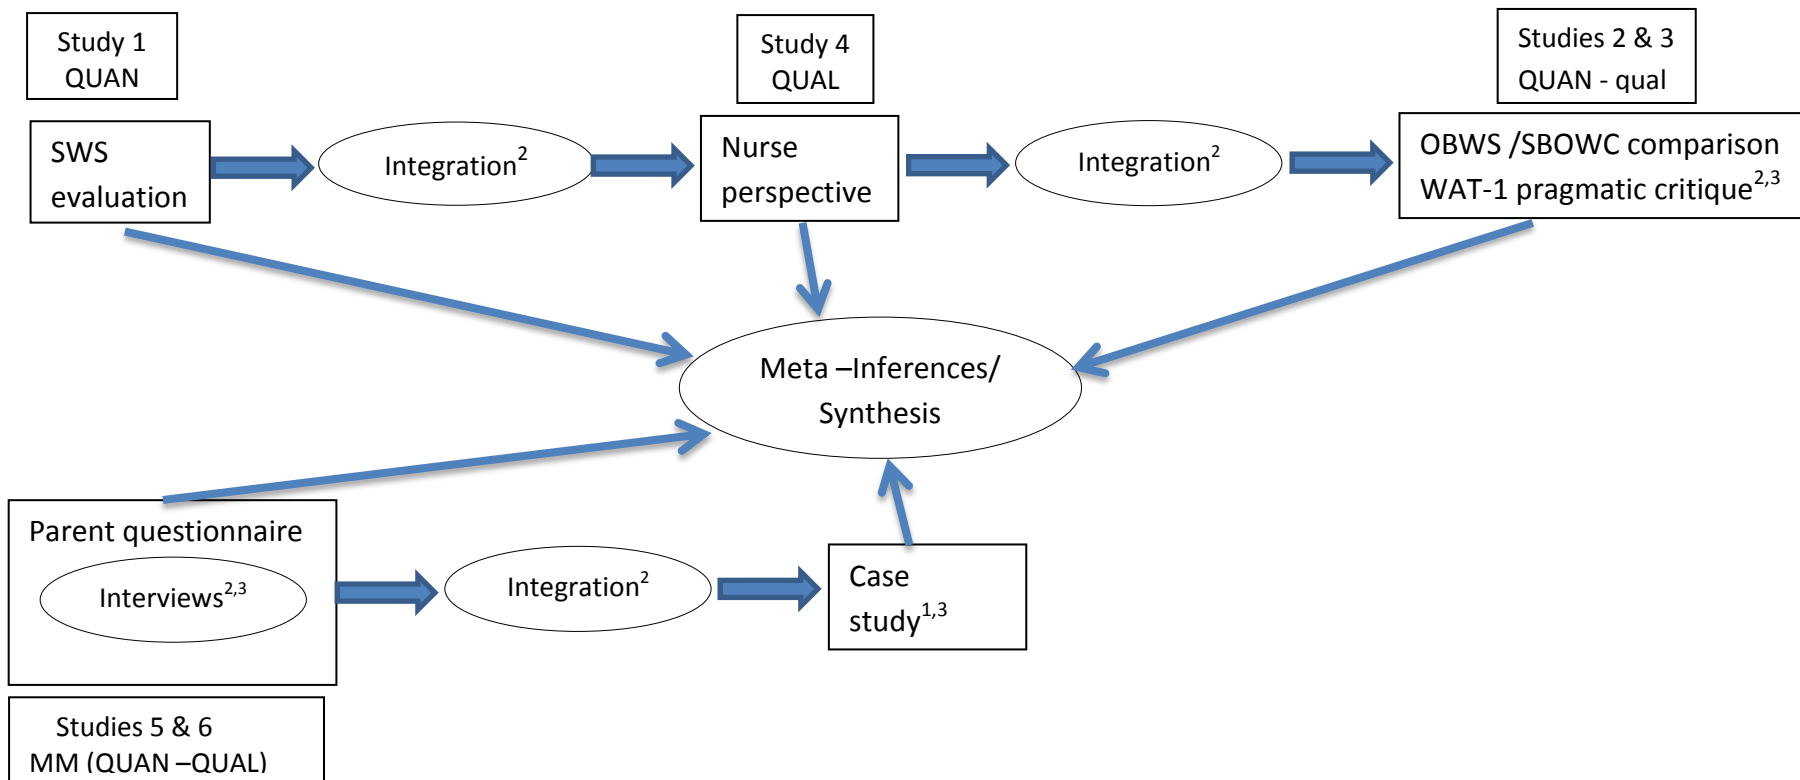 Study 1
QUAN
Study 4
QUAL
Studies 2 & 3
QUAN - qual
SWS
evaluation
Integration²
Nurse
perspective
Integration²
OBWS /SBOWC comparison
WAT-1 pragmatic critique²,³
Meta –Inferences/
Synthesis
Parent questionnaire
Interviews²,³
Integration²
Case
study¹,³
Studies 5 & 6
MM (QUAN –QUAL)